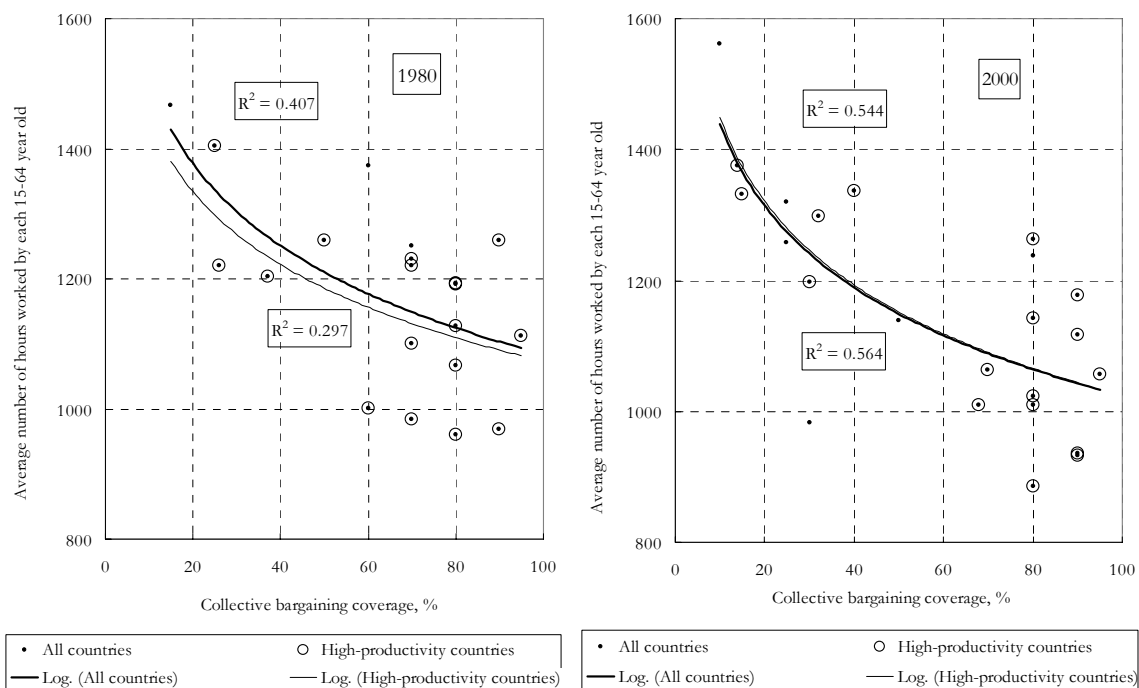 Average number of hours worked by each 15-64 year old
1600
1400
1200
1000
800
1980
R² = 0.407
R² = 0.297
0 20 40 60 80 100
Collective bargaining coverage, %
All countries High-productivity countries
Log. (All countries) Log. (High-productivity countries)
Average number of hours worked by each 15-64 year old
1600
1400
1200
1000
800
2000
R² = 0.544
R² = 0.564
0 20 40 60 80 100
Collective bargaining coverage, %
All countries High-productivity countries
Log. (All countries) Log. (High-productivity countries)